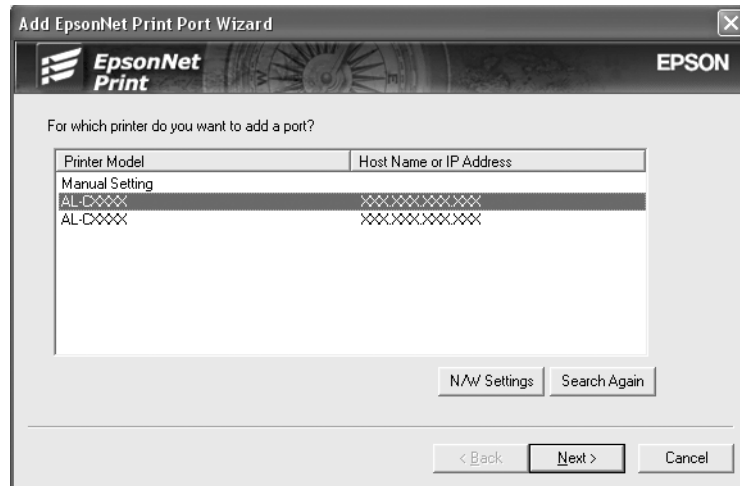 Add EpsonNet Print Port Wizard
EpsonNet
Print
EPSON
For which printer do you want to add a port?
Printer Model Host Name or IP Address
Manual Setting
AL-CXXXX XXX.XXX.XXX.XXX
AL-CXXXX XXX.XXX.XXX.XXX
N/W Settings Search Again
< Back Next > Cancel